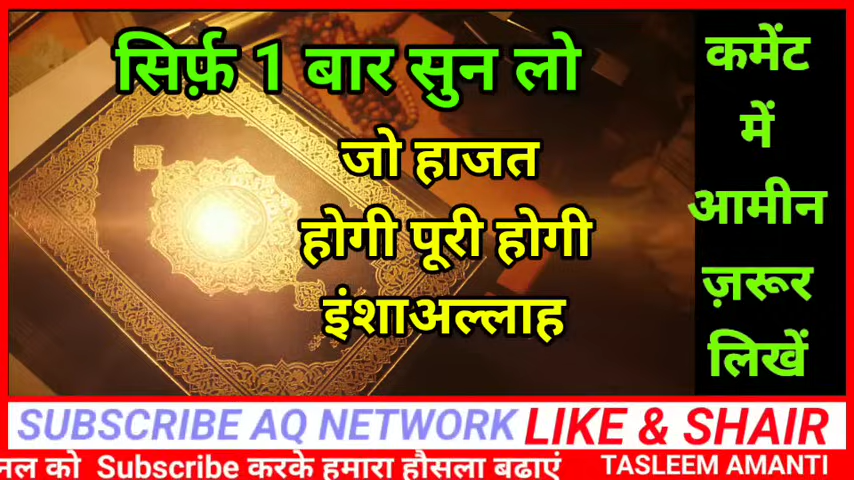 सिर्फ़ 1 बार सुन लो
जो हाजत
होगी पूरी होगी
इंशाअल्लाह
कमेंट
में
आमीन
ज़रूर
लिखें
SUBSCRIBE AQ NETWORK LIKE & SHAIR
नल को Subscribe करके हमारा हौसला बढाएं TASLEEM AMANTI